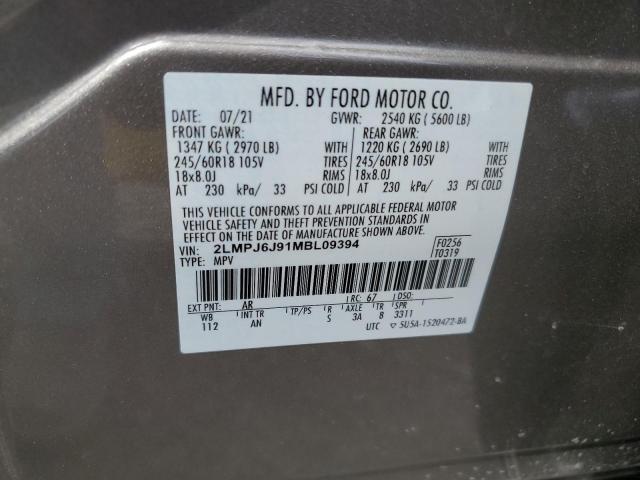 MFD. BY FORD MOTOR CO.
DATE: 07/21 GVWR: 2540 KG ( 5600 LB)
FRONT GAWR: REAR GAWR:
1347 KG ( 2970 LB) WITH 1220 KG ( 2690 LB) WITH
245/60R18 105V TIRES 245/60R18 105V TIRES
18x8.0J RIMS 18x8.0J RIMS
AT 230 kPa/ 33 PSI COLD AT 230 kPa/ 33 PSI COLD
THIS VEHICLE CONFORMS TO ALL APPLICABLE FEDERAL MOTOR
VEHICLE SAFETY AND THEFT PREVENTION STANDARDS IN
EFFECT ON THE DATE OF MANUFACTURE SHOWN ABOVE.
VIN: 2LMPJ6J91MBL09394 F0256
TYPE: MPV T0319
EXT PNT: AR RC: 67 DSO:
WB INT TR TP/PS R AXLE TR SPR
112 AN S 3A 8 3311
UTC ▽ 5U5A-1520472-BA